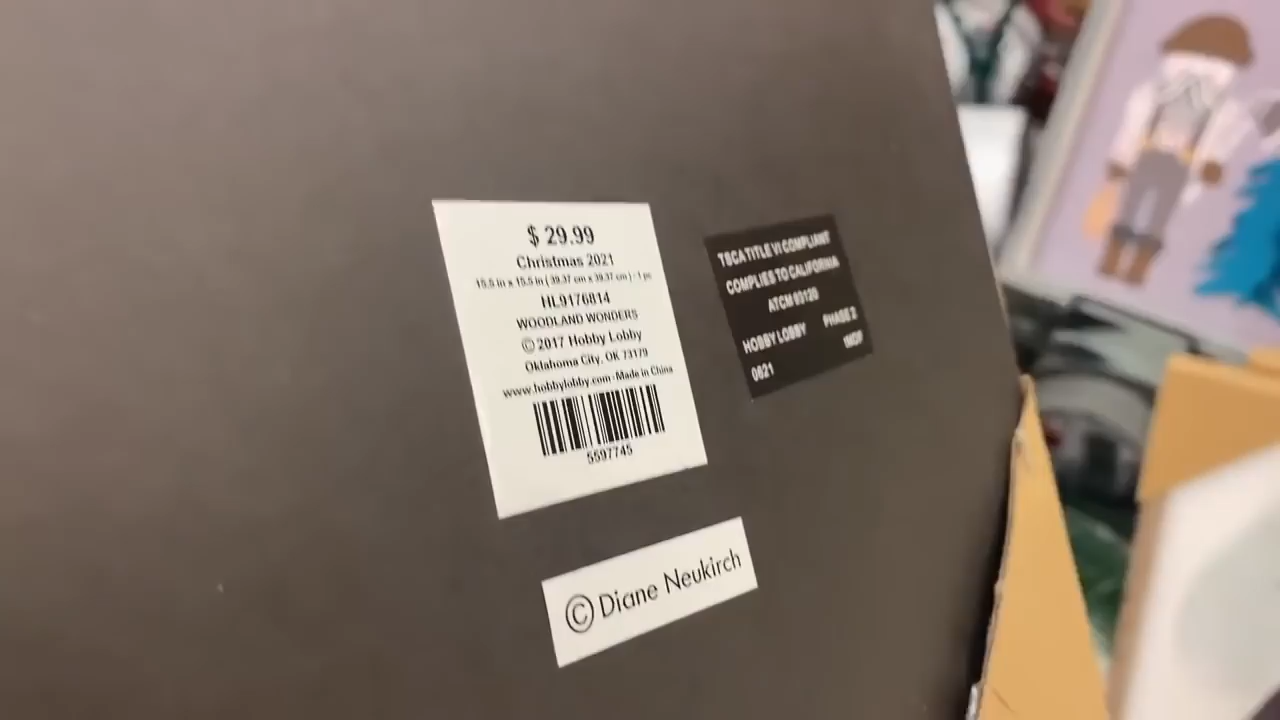 $ 29.99
Christmas 2021
15.5 in x 15.5 in ( 39.37 cm x 39.37 cm ) - 1 pc
HL9176814
WOODLAND WONDERS
© 2017 Hobby Lobby
Oklahoma City, OK 73179
www.hobbylobby.com - Made in China
5597745
TSCA TITLE VI COMPLIANT
COMPLIES TO CALIFORNIA
ATCM 93120
HOBBY LOBBY PHASE 2
0621 1MDF
© Diane Neukirch